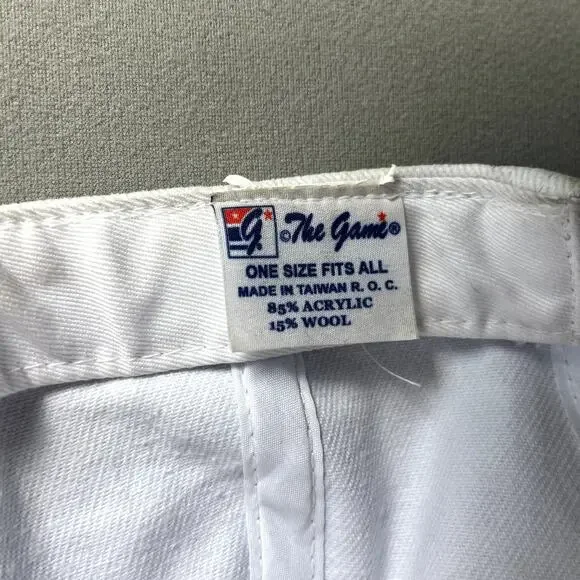 G. ©The Game®
ONE SIZE FITS ALL
MADE IN TAIWAN R. O. C.
85% ACRYLIC
15% WOOL